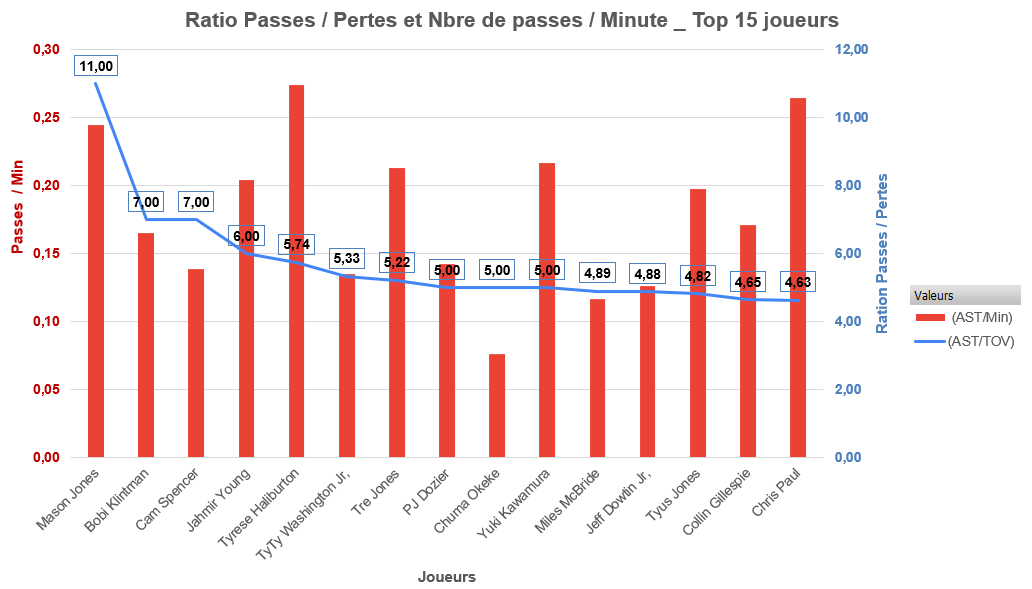 Ratio Passes / Pertes et Nbre de passes / Minute _ Top 15 joueurs
0,30
0,25
0,20
0,15
0,10
0,05
0,00
Passes / Min
11,00
7,00
7,00
6,00
5,74
5,33
5,22
5,00
5,00
5,00
4,89
4,88
4,82
4,65
4,63
12,00
10,00
8,00
6,00
4,00
2,00
0,00
Ration Passes / Pertes
Valeurs
(AST/Min)
(AST/TOV)
Mason Jones
Bobi Klintman
Cam Spencer
Jahmir Young
Tyrese Haliburton
TyTy Washington Jr,
Tre Jones
PJ Dozier
Chuma Okeke
Yuki Kawamura
Miles McBride
Jeff Dowtin Jr,
Tyus Jones
Collin Gillespie
Chris Paul
Joueurs